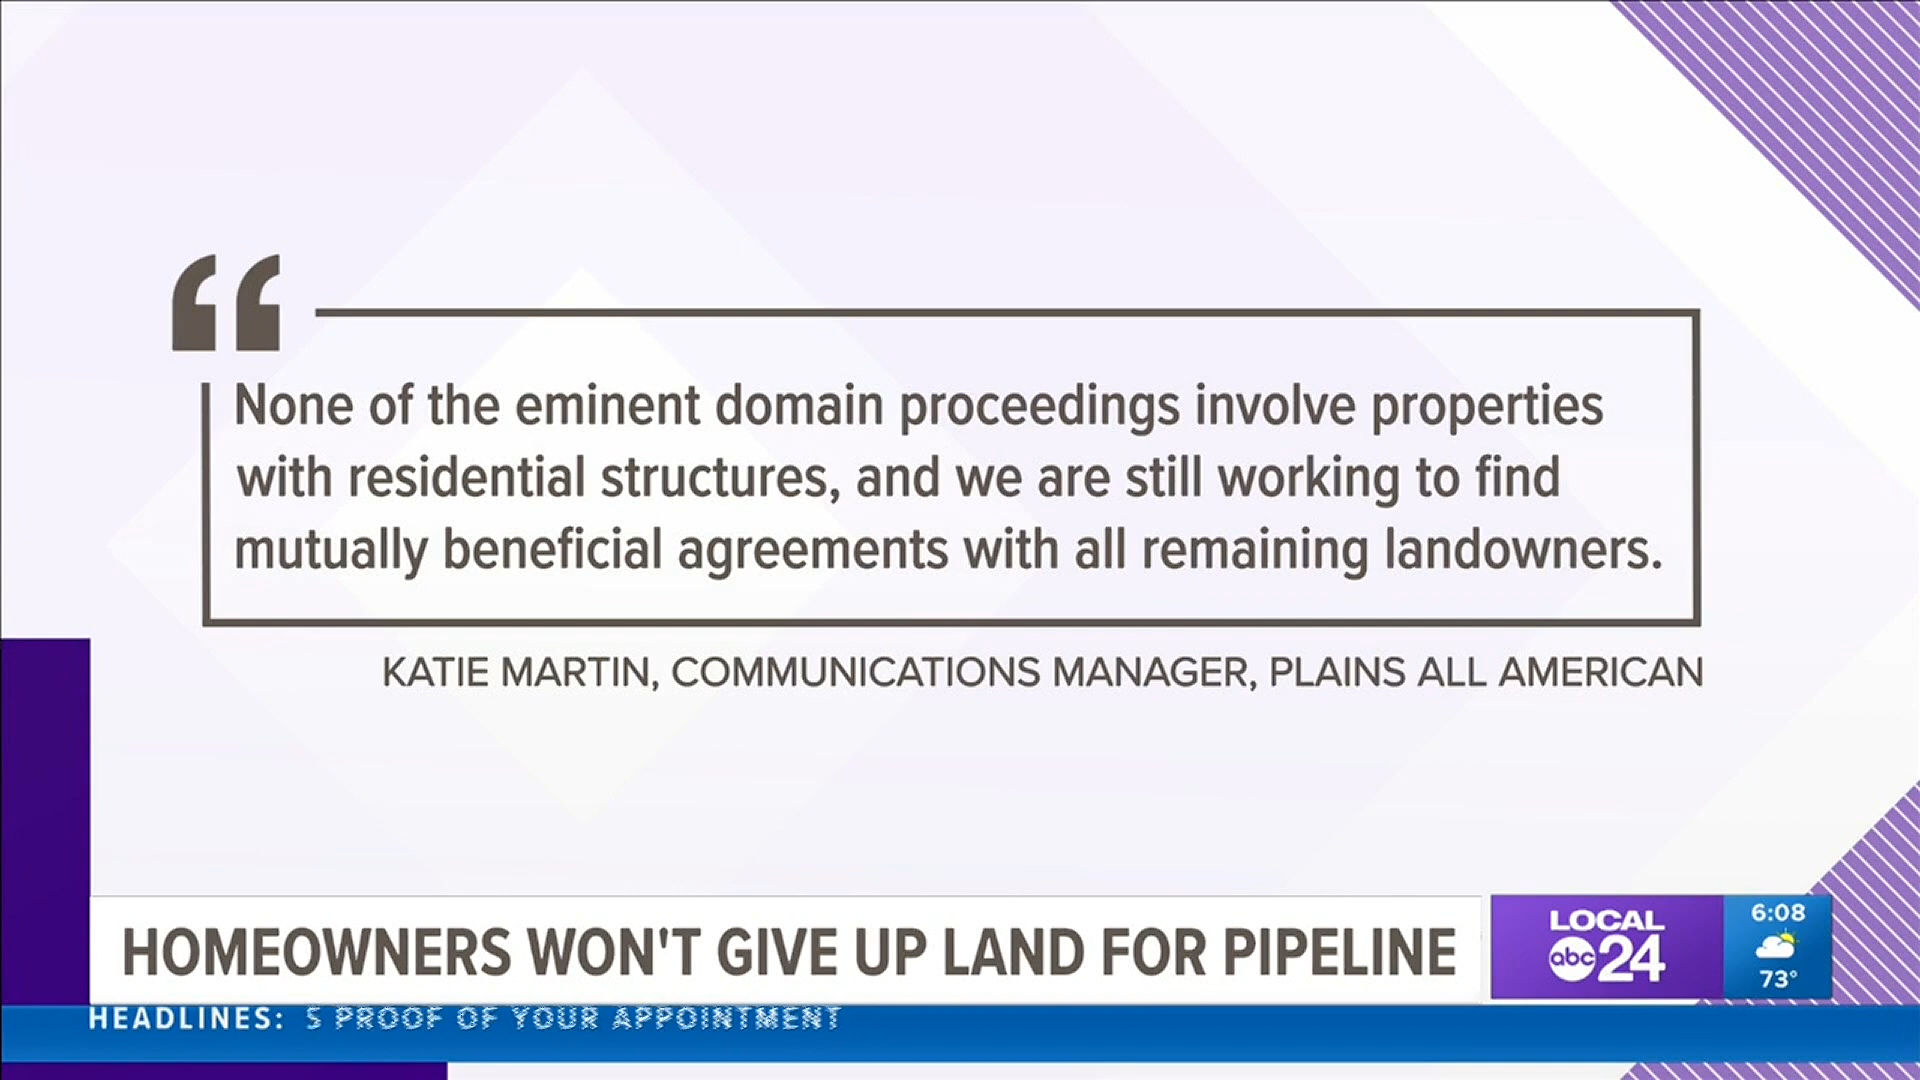 “
None of the eminent domain proceedings involve properties
with residential structures, and we are still working to find
mutually beneficial agreements with all remaining landowners.
KATIE MARTIN, COMMUNICATIONS MANAGER, PLAINS ALL AMERICAN
HOMEOWNERS WON'T GIVE UP LAND FOR PIPELINE
LOCAL
abc 24
6:08
73°
HEADLINES: S PROOF OF YOUR APPOINTMENT